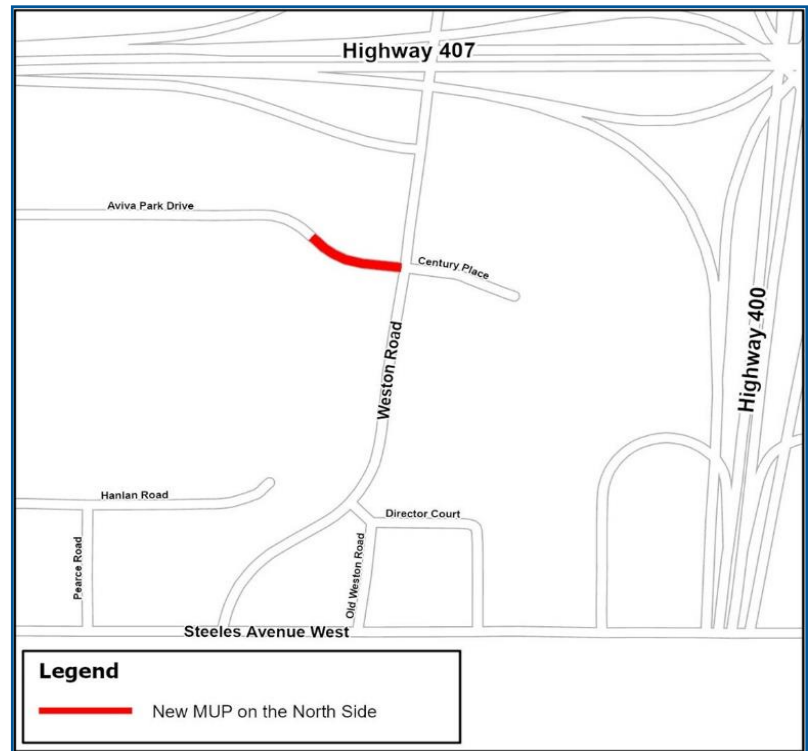 Highway 407
Aviva Park Drive
Century Place
Weston Road
Highway 400
Hanlan Road
Director Court
Pearce Road
Old Weston Road
Steeles Avenue West
Legend
New MUP on the North Side